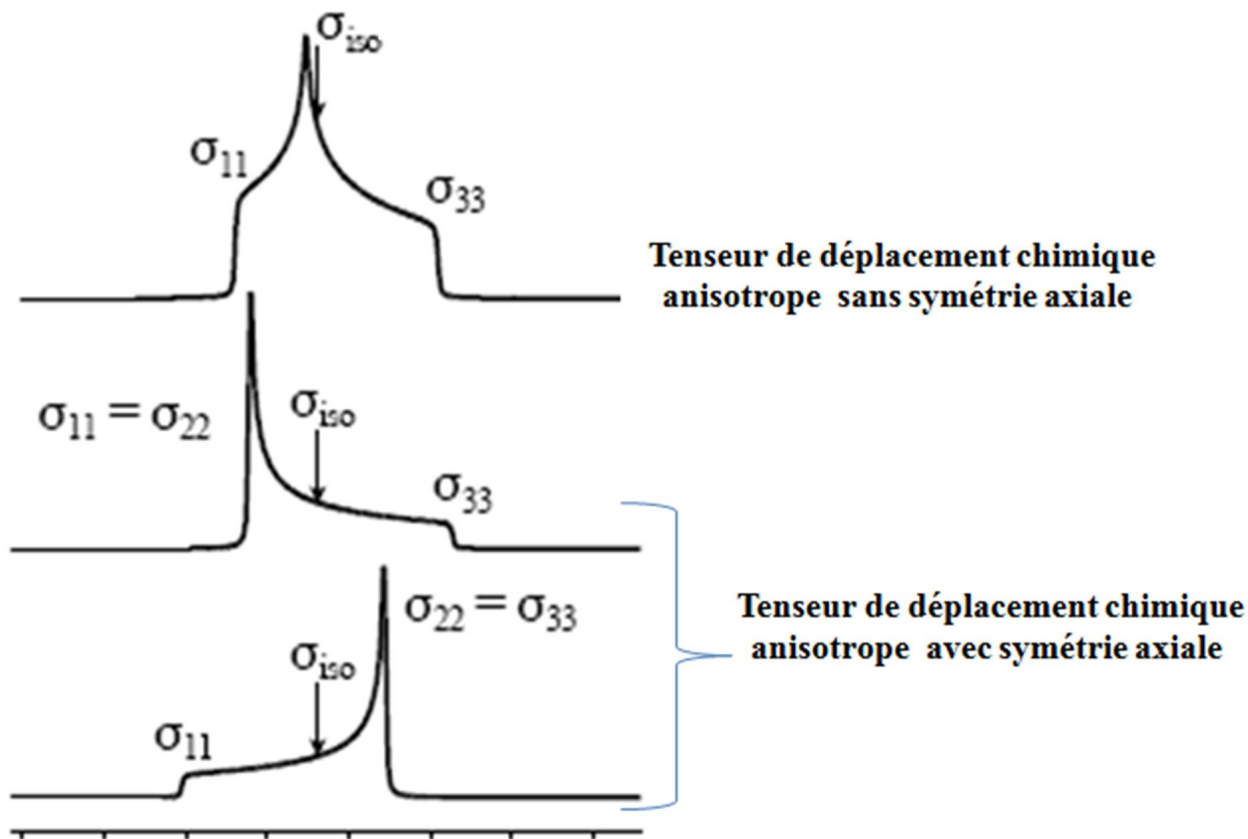 σiso
σ11
σ33
Tenseur de déplacement chimique
anisotrope sans symétrie axiale
σ11 = σ22
σiso
σ33
σ22 = σ33
Tenseur de déplacement chimique
anisotrope avec symétrie axiale
σiso
σ11